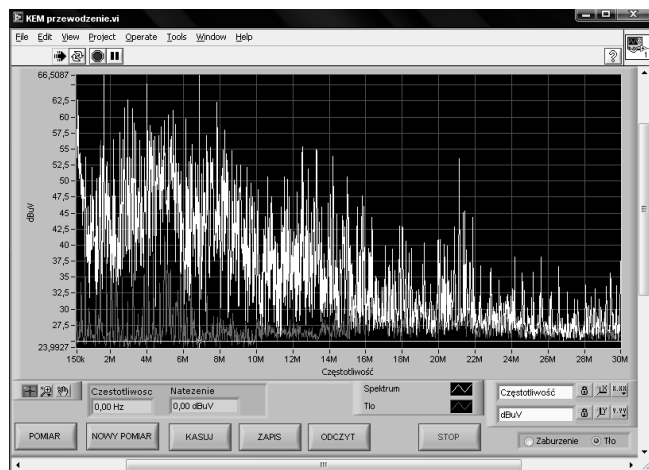 KEM przewodzenie.vi
File Edit View Project Operate Tools Window Help
66,5087
62,5
60
57,5
55
52,5
50
47,5
45
42,5
40
37,5
35
32,5
30
27,5
23,9927
dBuV
150k 2M 4M 6M 8M 10M 12M 14M 16M 18M 20M 22M 24M 26M 28M 30M
Częstotliwość
Czestotliwosc Natezenie
0,00 Hz 0,00 dBuV
Spektrum
Tło
Częstotliwość
dBuV
POMIAR NOWY POMIAR KASUJ ZAPIS ODCZYT STOP
Zaburzenie Tło